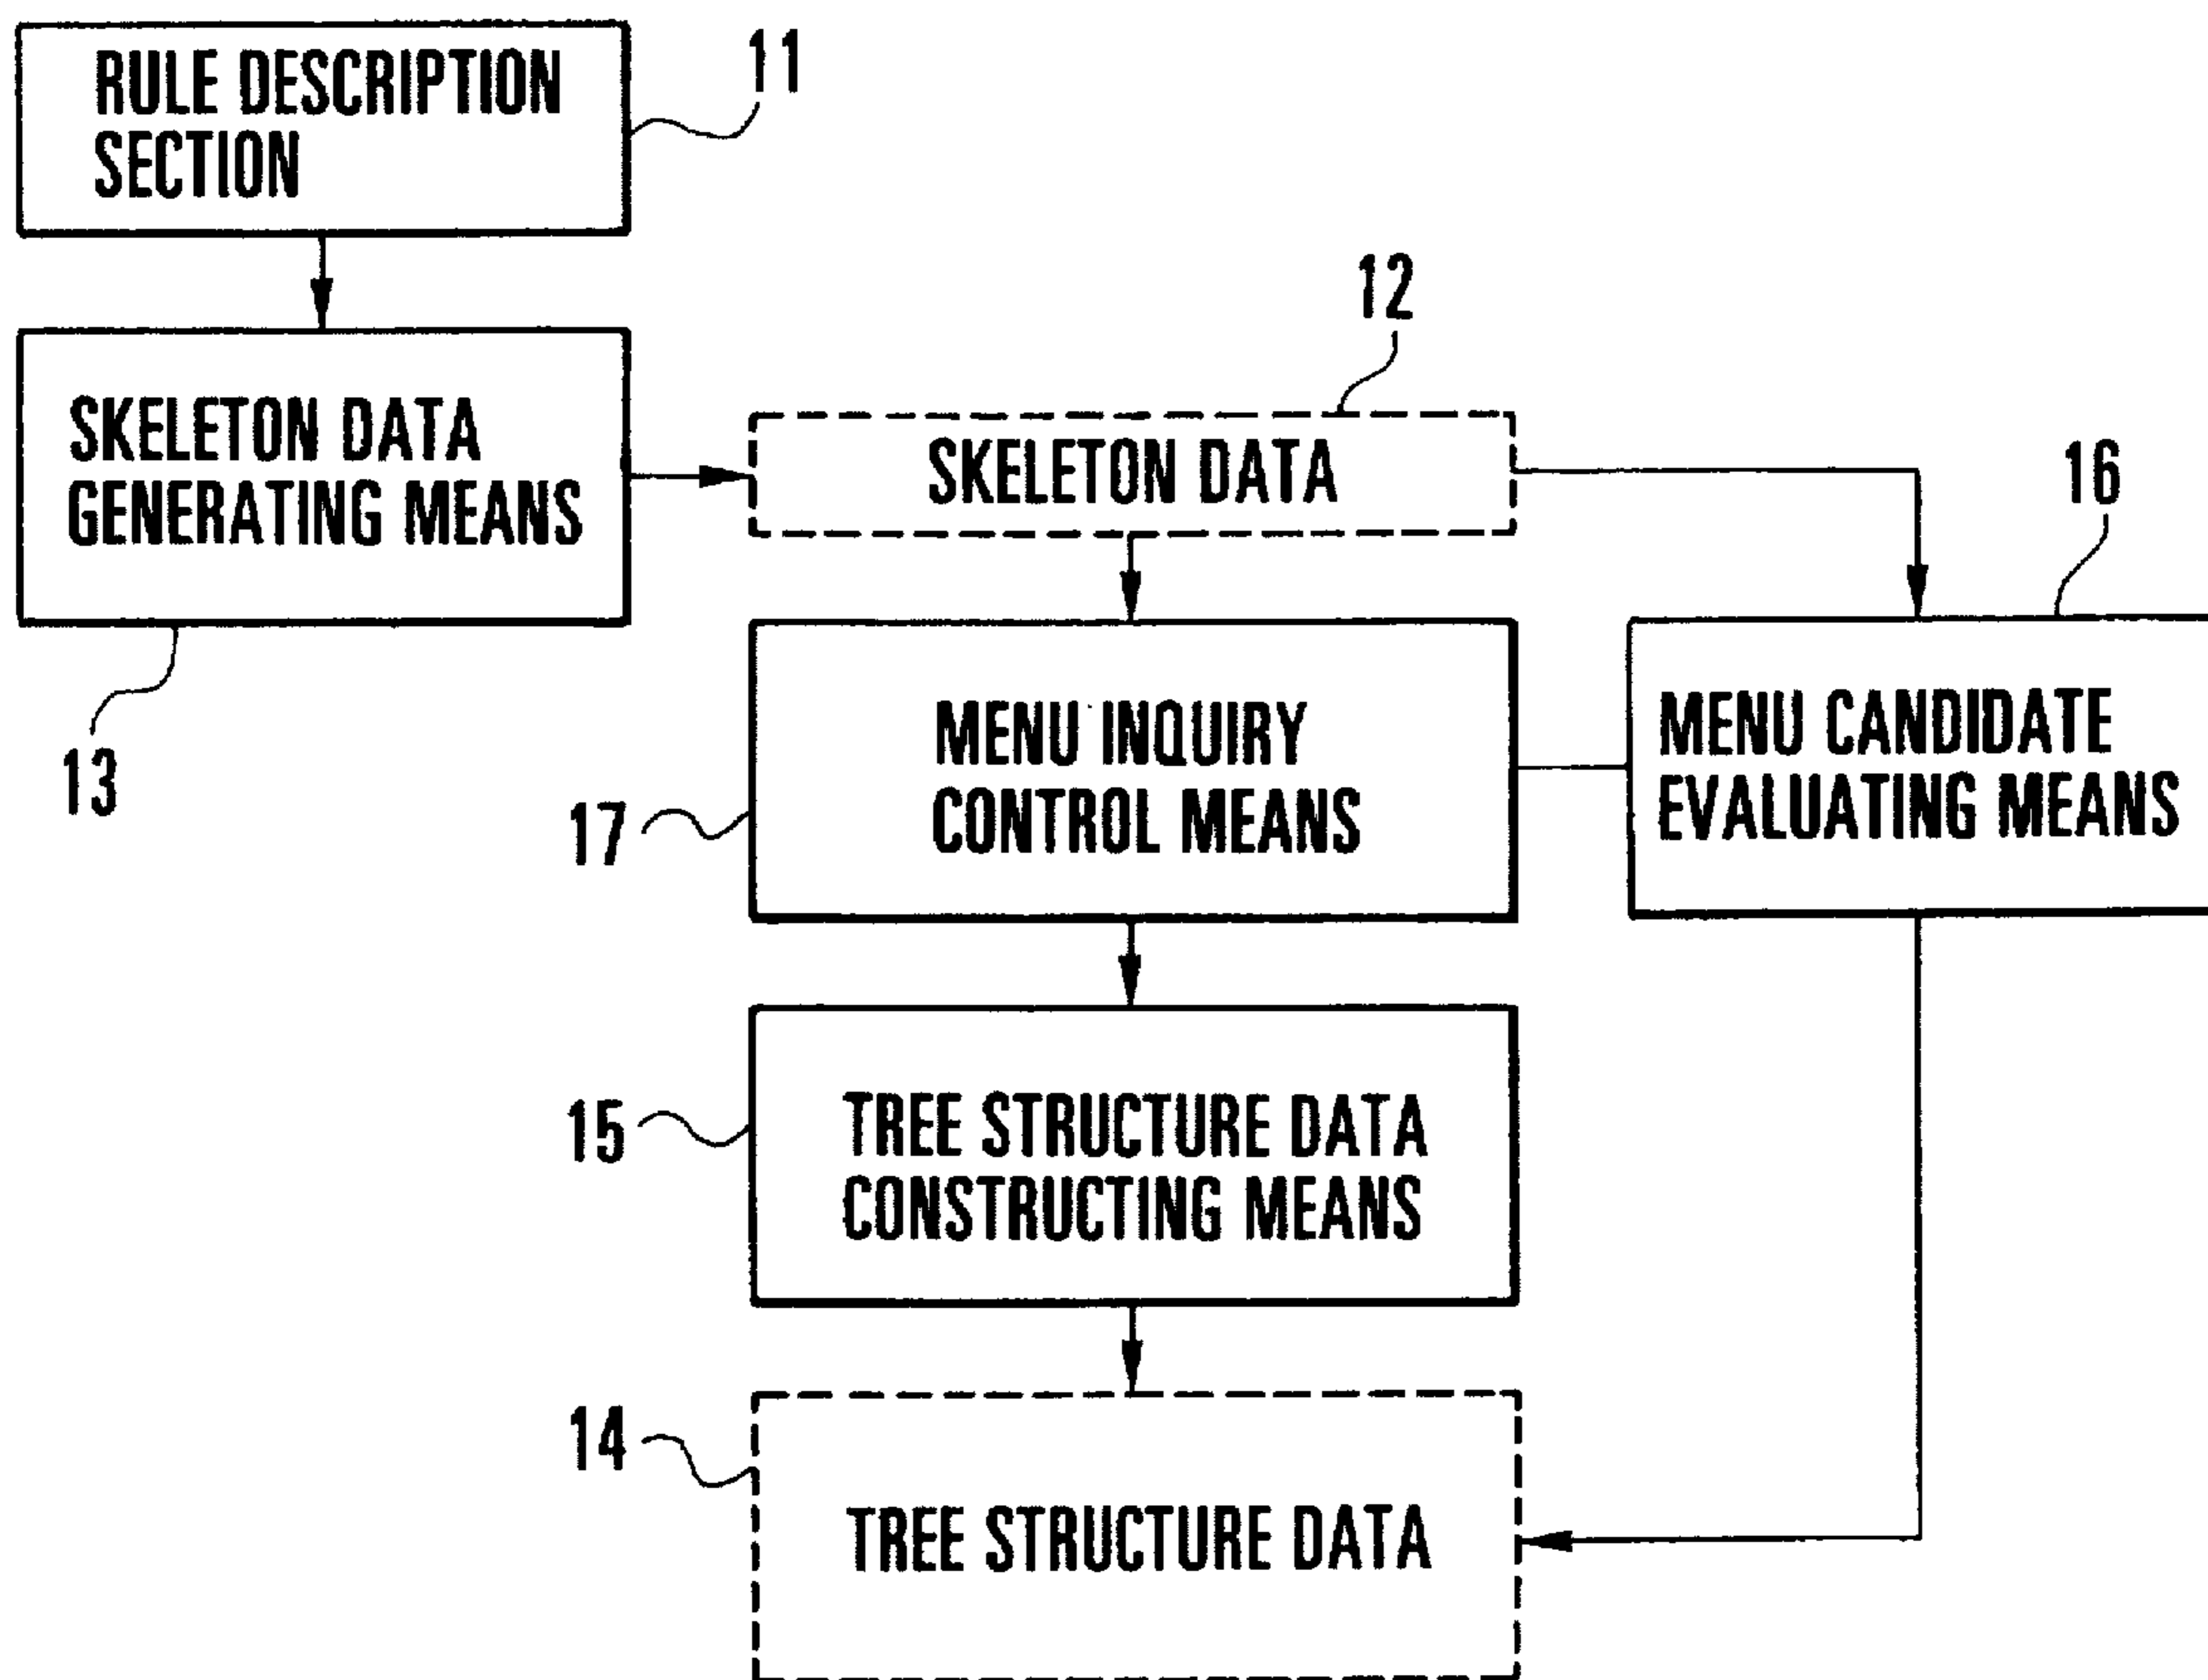 RULE DESCRIPTION
SECTION
11
SKELETON DATA
GENERATING MEANS
13
12
SKELETON DATA
16
MENU INQUIRY
CONTROL MEANS
17
MENU CANDIDATE
EVALUATING MEANS
15
TREE STRUCTURE DATA
CONSTRUCTING MEANS
14
TREE STRUCTURE DATA